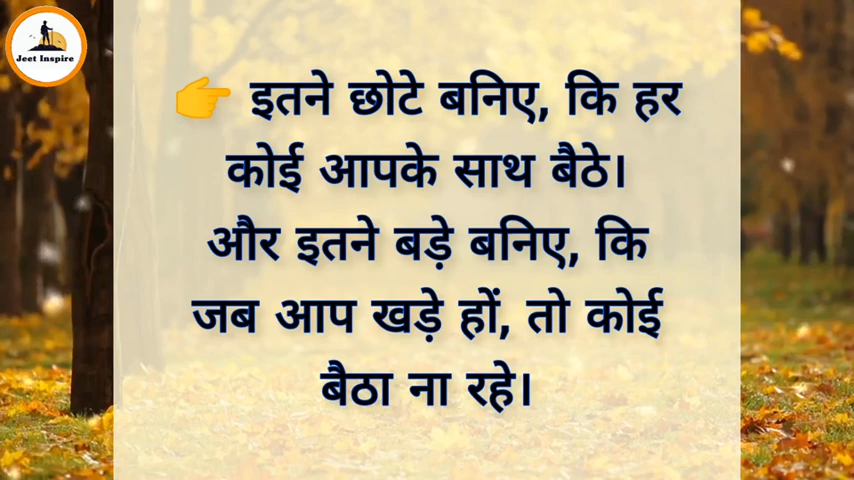 Jeet Inspire
👉 इतने छोटे बनिए, कि हर
कोई आपके साथ बैठे।
और इतने बड़े बनिए, कि
जब आप खड़े हों, तो कोई
बैठा ना रहे।